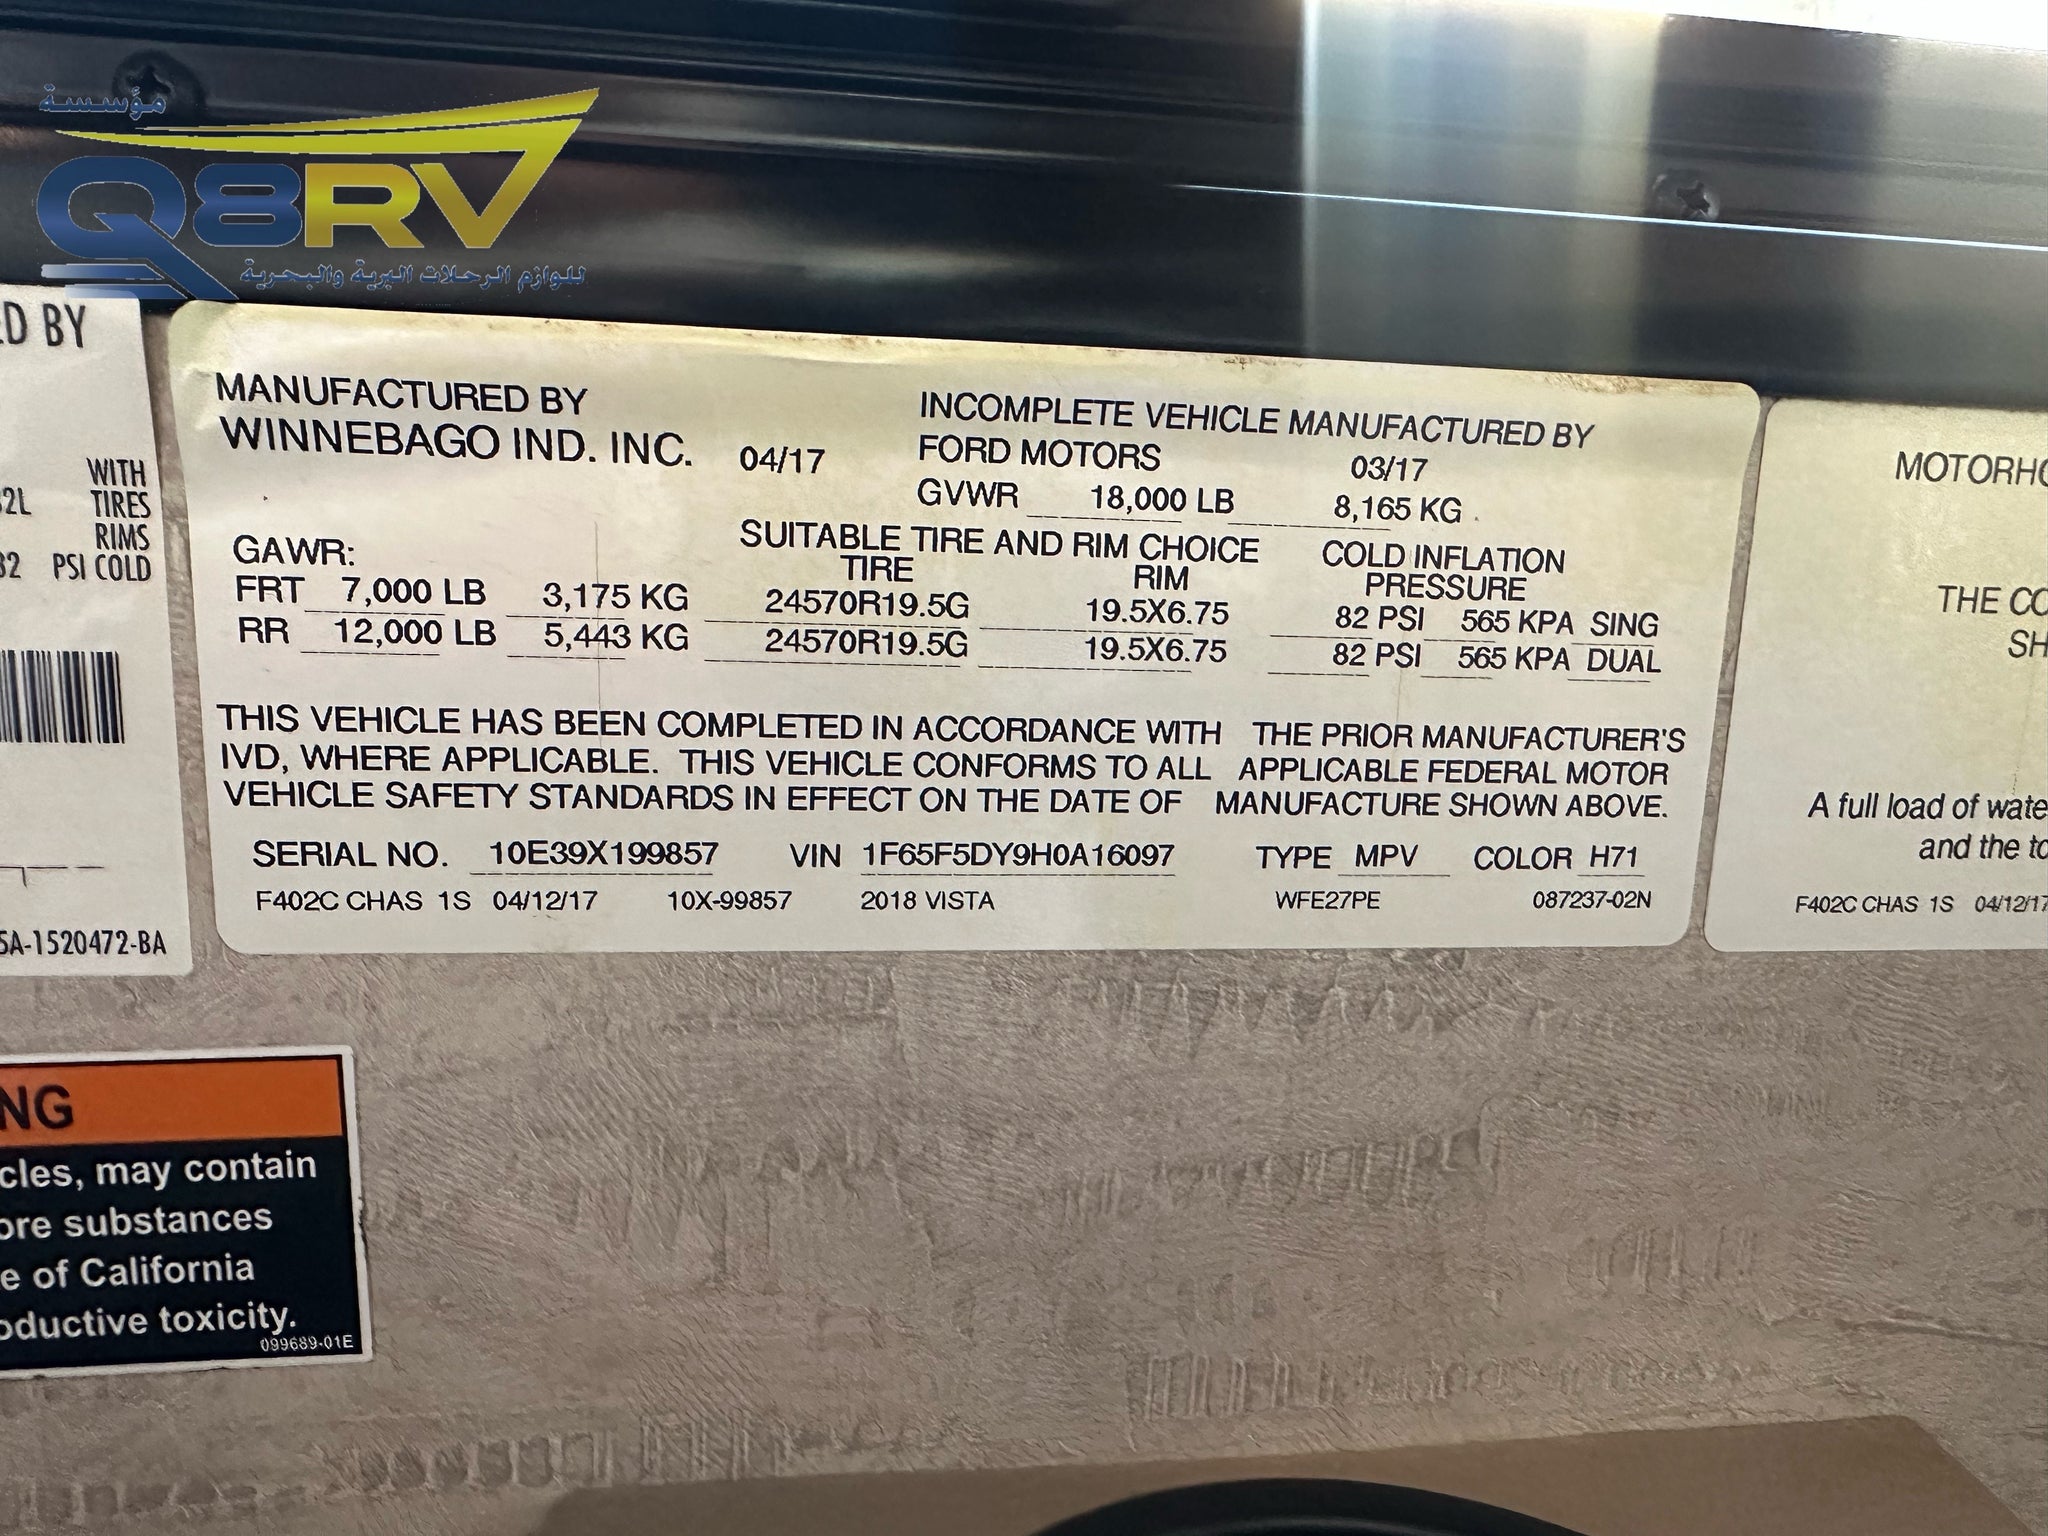 مؤسسة
Q8RV
للوازم الرحلات البرية والبحرية
ED BY
WITH
TIRES
RIMS
PSI COLD
5A-1520472-BA
MANUFACTURED BY
WINNEBAGO IND. INC. 04/17
INCOMPLETE VEHICLE MANUFACTURED BY
FORD MOTORS 03/17
GVWR 18,000 LB 8,165 KG
GAWR: SUITABLE TIRE AND RIM CHOICE COLD INFLATION
TIRE RIM PRESSURE
FRT 7,000 LB 3,175 KG 24570R19.5G 19.5X6.75 82 PSI 565 KPA SING
RR 12,000 LB 5,443 KG 24570R19.5G 19.5X6.75 82 PSI 565 KPA DUAL
THIS VEHICLE HAS BEEN COMPLETED IN ACCORDANCE WITH THE PRIOR MANUFACTURER'S
IVD, WHERE APPLICABLE. THIS VEHICLE CONFORMS TO ALL APPLICABLE FEDERAL MOTOR
VEHICLE SAFETY STANDARDS IN EFFECT ON THE DATE OF MANUFACTURE SHOWN ABOVE.
SERIAL NO. 10E39X199857 VIN 1F65F5DY9H0A16097 TYPE MPV COLOR H71
F402C CHAS 1S 04/12/17 10X-99857 2018 VISTA WFE27PE 087237-02N
MOTORHO
THE CO
SH
A full load of wate
and the to
F402C CHAS 1S 04/12/17
NG
cles, may contain
ore substances
e of California
oductive toxicity.
099689-01E